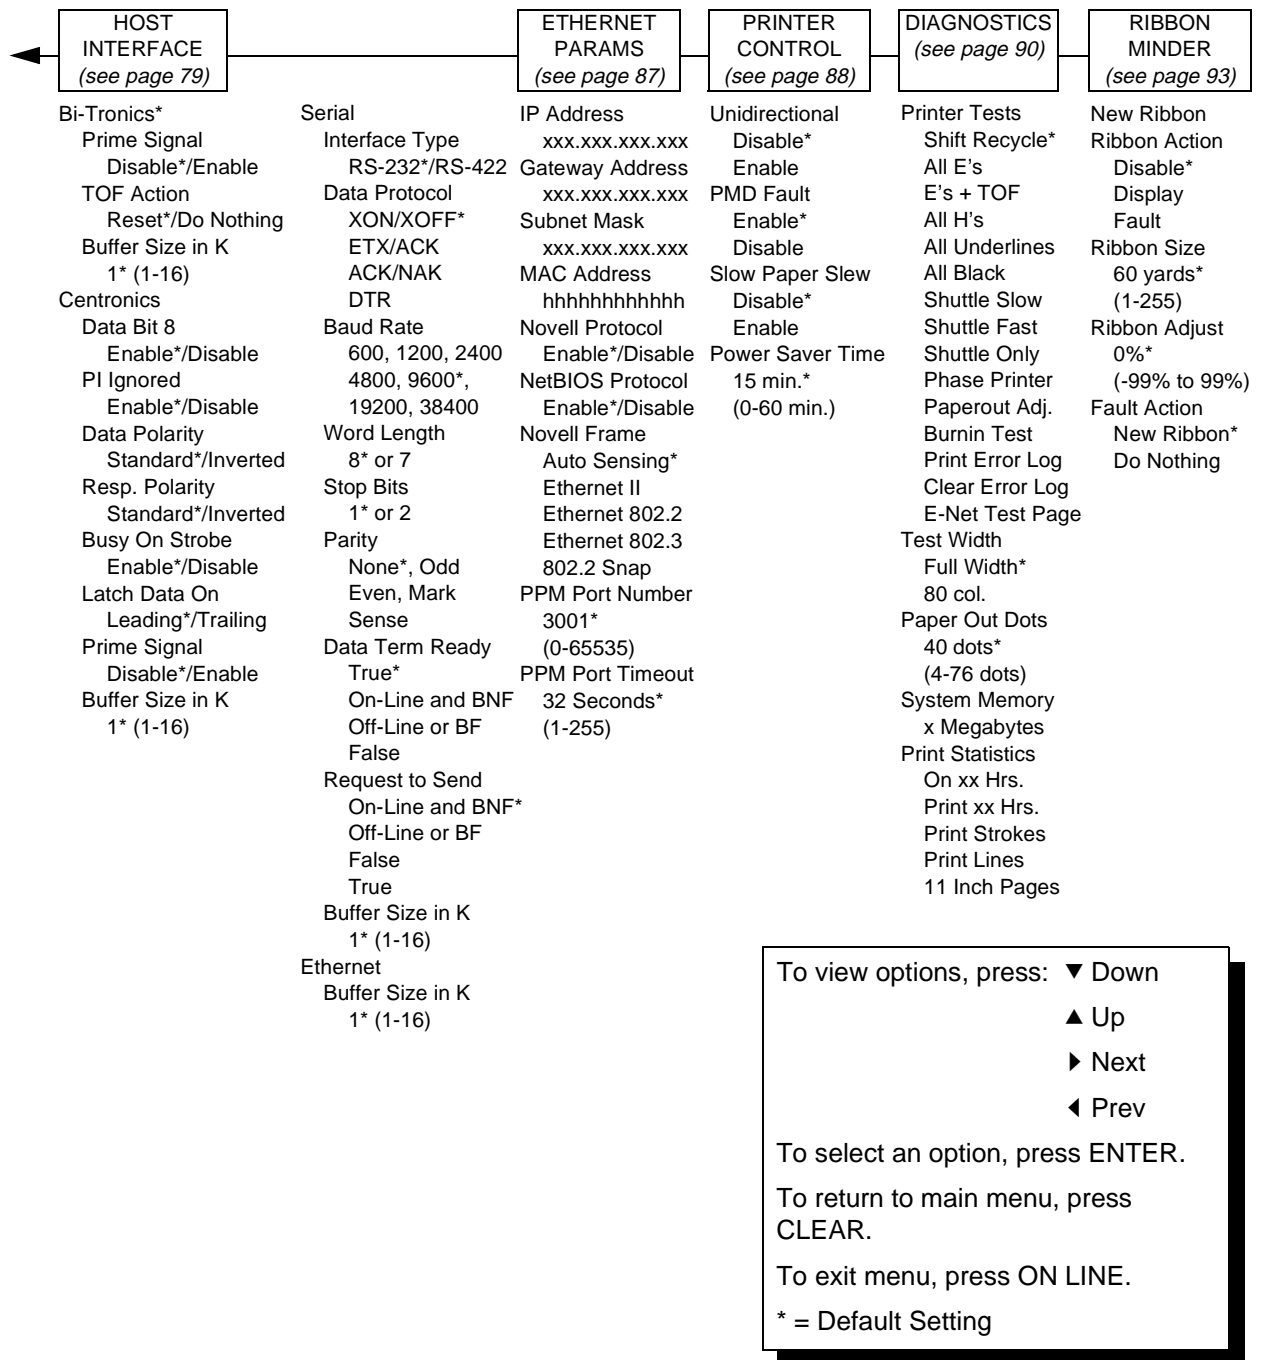 HOST
INTERFACE
(see page 79)
ETHERNET
PARAMS
(see page 87)
PRINTER
CONTROL
(see page 88)
DIAGNOSTICS
(see page 90)
RIBBON
MINDER
(see page 93)
Bi-Tronics*
Prime Signal
Disable*/Enable
TOF Action
Reset*/Do Nothing
Buffer Size in K
1* (1-16)
Centronics
Data Bit 8
Enable*/Disable
PI Ignored
Enable*/Disable
Data Polarity
Standard*/Inverted
Resp. Polarity
Standard*/Inverted
Busy On Strobe
Enable*/Disable
Latch Data On
Leading*/Trailing
Prime Signal
Disable*/Enable
Buffer Size in K
1* (1-16)
Serial
Interface Type
RS-232*/RS-422
Data Protocol
XON/XOFF*
ETX/ACK
ACK/NAK
DTR
Baud Rate
600, 1200, 2400
4800, 9600*,
19200, 38400
Word Length
8* or 7
Stop Bits
1* or 2
Parity
None*, Odd
Even, Mark
Sense
Data Term Ready
True*
On-Line and BNF
Off-Line or BF
False
Request to Send
On-Line and BNF*
Off-Line or BF
False
True
Buffer Size in K
1* (1-16)
Ethernet
Buffer Size in K
1* (1-16)
IP Address
xxx.xxx.xxx.xxx
Gateway Address
xxx.xxx.xxx.xxx
Subnet Mask
xxx.xxx.xxx.xxx
MAC Address
hhhhhhhhhhhh
Novell Protocol
Enable*/Disable
NetBIOS Protocol
Enable*/Disable
Novell Frame
Auto Sensing*
Ethernet II
Ethernet 802.2
Ethernet 802.3
802.2 Snap
PPM Port Number
3001*
(0-65535)
PPM Port Timeout
32 Seconds*
(1-255)
Unidirectional
Disable*
Enable
PMD Fault
Enable*
Disable
Slow Paper Slew
Disable*
Enable
Power Saver Time
15 min.*
(0-60 min.)
Printer Tests
Shift Recycle*
All E's
E's + TOF
All H's
All Underlines
All Black
Shuttle Slow
Shuttle Fast
Shuttle Only
Phase Printer
Paperout Adj.
Burnin Test
Print Error Log
Clear Error Log
E-Net Test Page
Test Width
Full Width*
80 col.
Paper Out Dots
40 dots*
(4-76 dots)
System Memory
x Megabytes
Print Statistics
On xx Hrs.
Print xx Hrs.
Print Strokes
Print Lines
11 Inch Pages
New Ribbon
Ribbon Action
Disable*
Display
Fault
Ribbon Size
60 yards*
(1-255)
Ribbon Adjust
0%*
(-99% to 99%)
Fault Action
New Ribbon*
Do Nothing
To view options, press: ▼ Down
▲ Up
▶ Next
◀ Prev
To select an option, press ENTER.
To return to main menu, press
CLEAR.
To exit menu, press ON LINE.
* = Default Setting